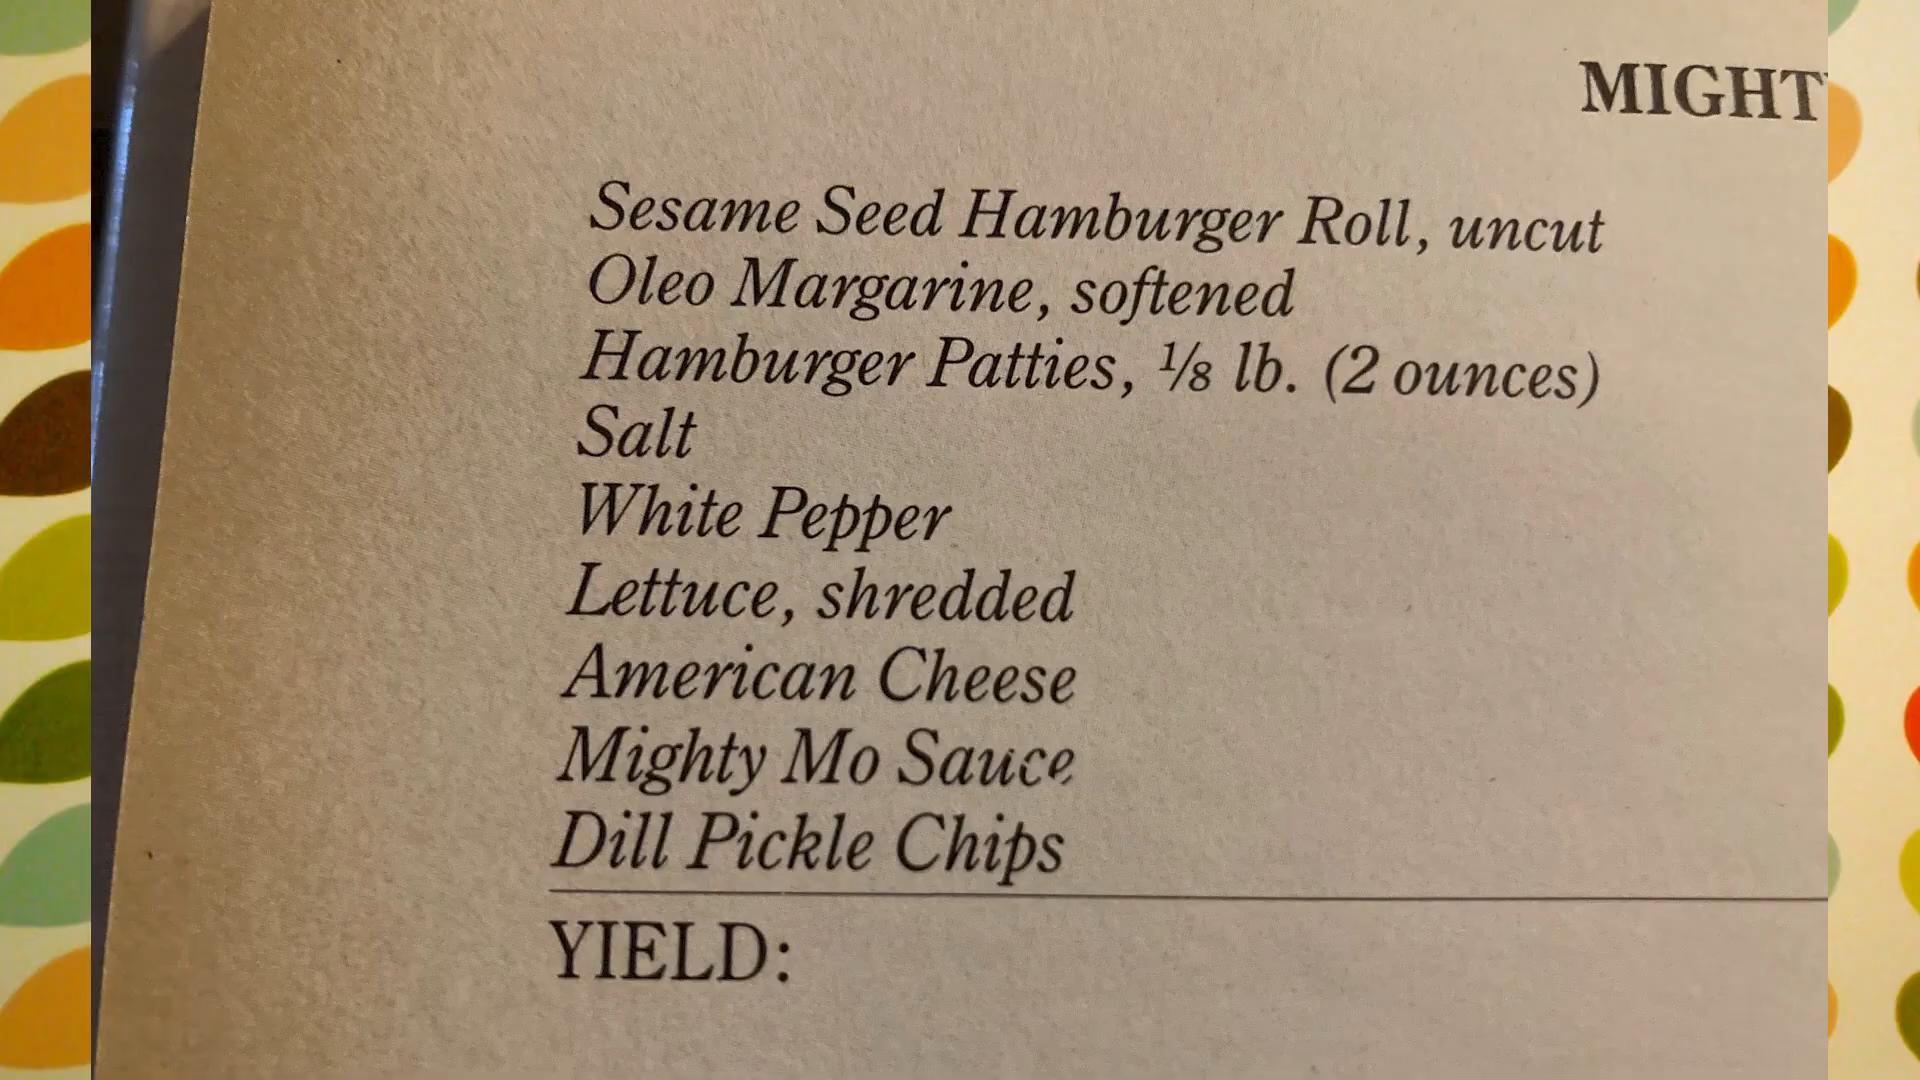 MIGHT
Sesame Seed Hamburger Roll, uncut
Oleo Margarine, softened
Hamburger Patties, ⅛ lb. (2 ounces)
Salt
White Pepper
Lettuce, shredded
American Cheese
Mighty Mo Sauce
Dill Pickle Chips
YIELD: